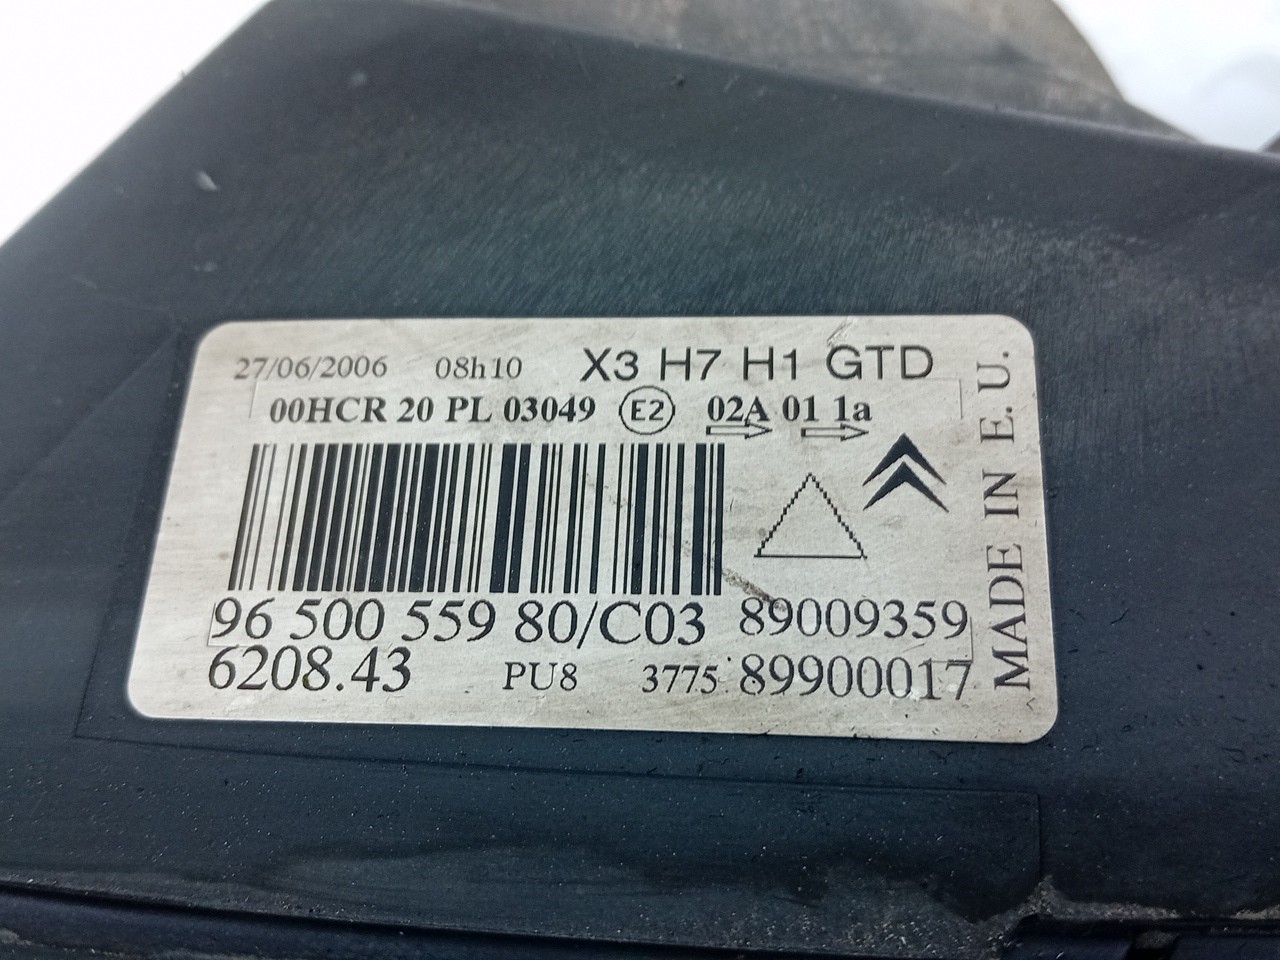 27/06/2006 08h10 X3 H7 H1 GTD
00HCR 20 PL 03049 E2 02A 01 1a
96 500 559 80/C03 89009359
6208.43 PU8 3775 89900017
MADE IN E.U.